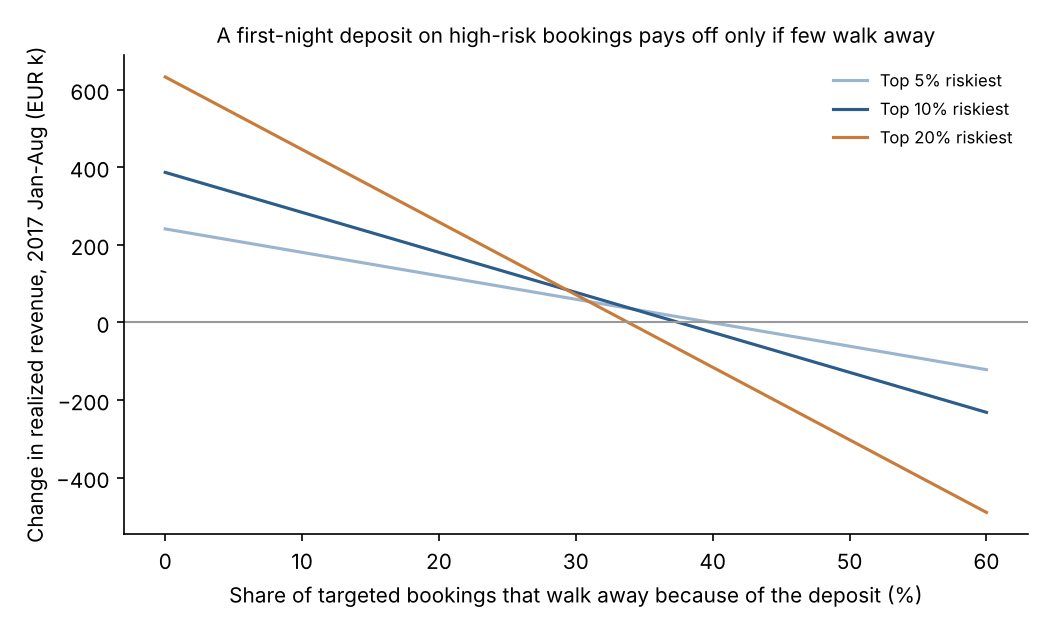 A first-night deposit on high-risk bookings pays off only if few walk away
Change in realized revenue, 2017 Jan-Aug (EUR k)
600
400
200
0
−200
−400
Top 5% riskiest
Top 10% riskiest
Top 20% riskiest
0 10 20 30 40 50 60
Share of targeted bookings that walk away because of the deposit (%)